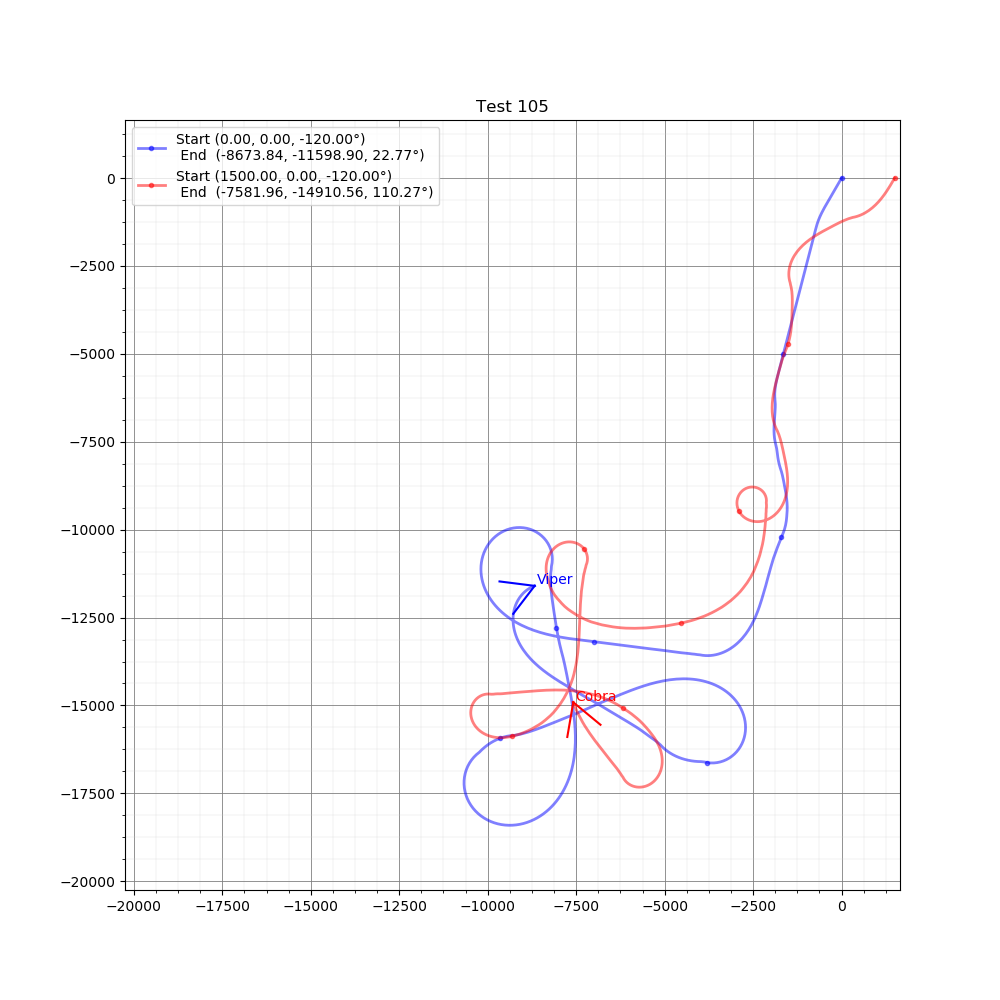 Test 105
Start (0.00, 0.00, -120.00°)
End  (-8673.84, -11598.90, 22.77°)
Start (1500.00, 0.00, -120.00°)
End  (-7581.96, -14910.56, 110.27°)
0
−2500
−5000
−7500
−10000
−12500
−15000
−17500
−20000
Viper
Cobra
−20000 −17500 −15000 −12500 −10000 −7500 −5000 −2500 0